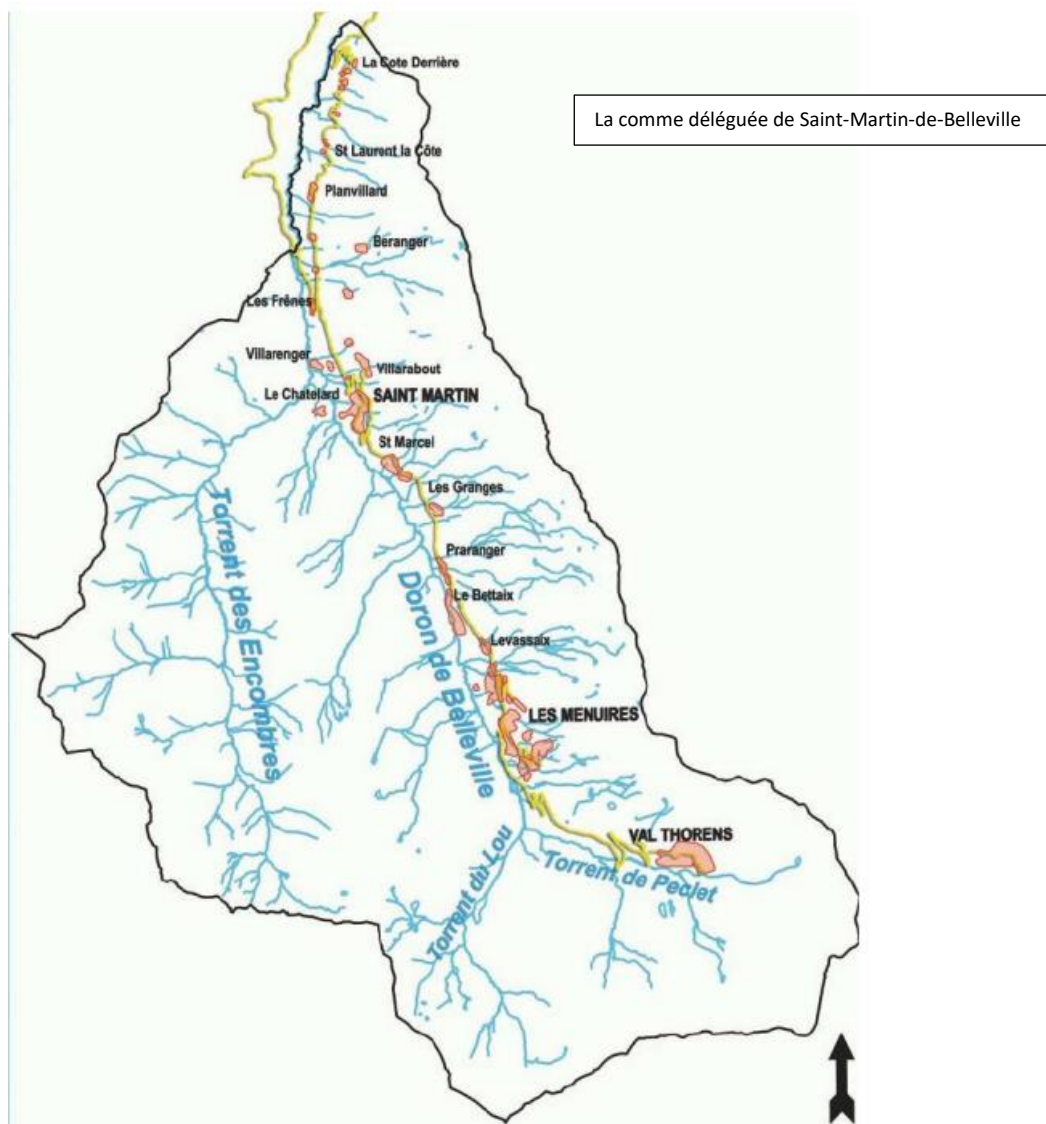 La Cote Derrière
La comme déléguée de Saint-Martin-de-Belleville
St Laurent la Côte
Planvillard
Beranger
Les Frênes
Villarenger
Villarabout
Le Chatelard
SAINT MARTIN
St Marcel
Les Granges
Torrent des Encombres
Praranger
Doron de Belleville
Le Bettaix
Levassaix
LES MENUIRES
VAL THORENS
Torrent du Lou
Torrent de Peclet